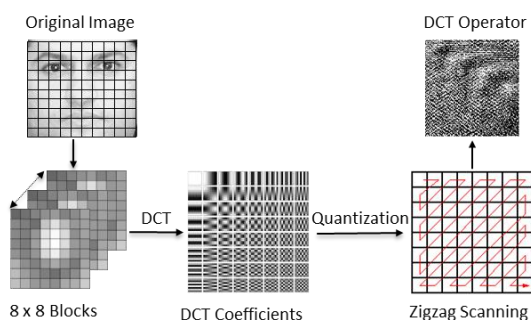 Original Image
DCT Operator
DCT
Quantization
8 x 8 Blocks
DCT Coefficients
Zigzag Scanning